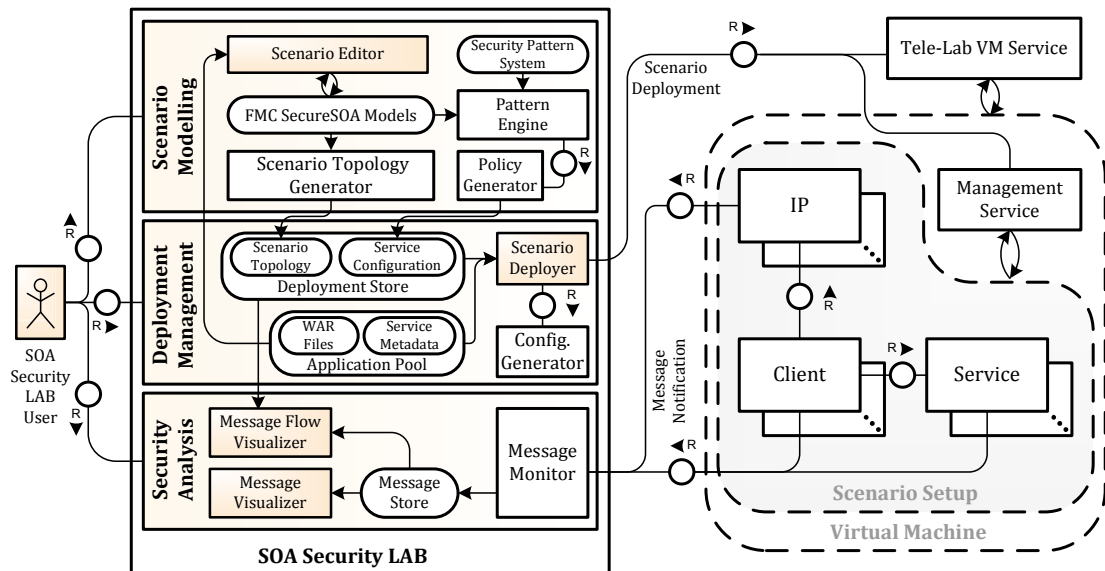 Scenario
Modelling
Scenario Editor
Security Pattern
System
FMC SecureSOA Models
Pattern
Engine
R
Scenario Topology
Generator
Policy
Generator
Deployment
Management
Scenario
Topology
Service
Configuration
Deployment Store
Scenario
Deployer
R
WAR
Files
Service
Metadata
Application Pool
Config.
Generator
Security
Analysis
Message Flow
Visualizer
Message
Visualizer
Message
Store
Message
Monitor
SOA Security LAB
R
R
R
SOA
Security
LAB
User
R
Scenario
Deployment
Tele-Lab VM Service
R
Message
Notification
R
IP
Management
Service
R
Client
R
Service
Scenario Setup
Virtual Machine